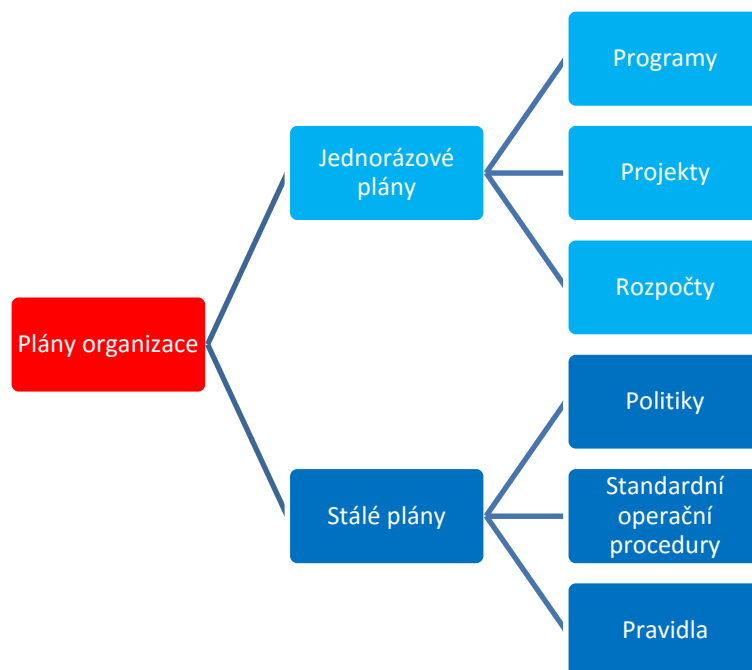 Programy
Jednorázové
plány
Projekty
Rozpočty
Plány organizace
Politiky
Stálé plány
Standardní
operační
procedury
Pravidla